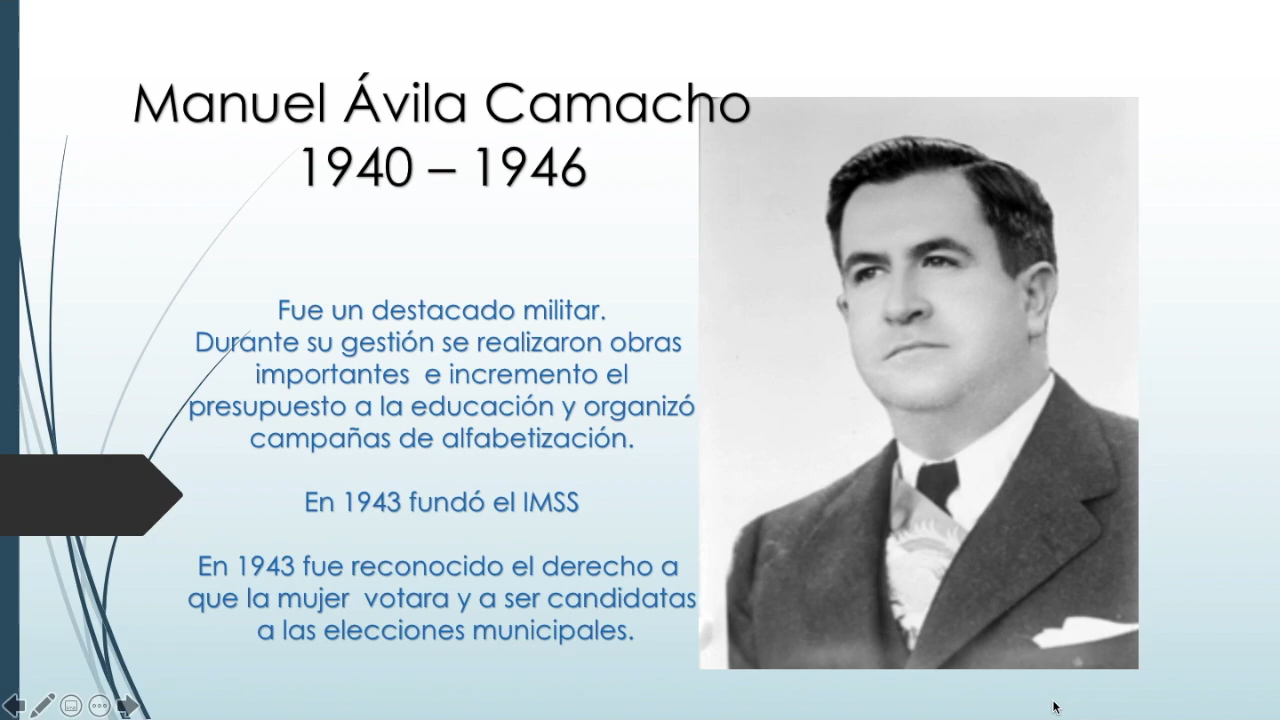 Manuel Ávila Camacho
1940 – 1946
Fue un destacado militar.
Durante su gestión se realizaron obras
importantes  e incremento el
presupuesto a la educación y organizó
campañas de alfabetización.
En 1943 fundó el IMSS
En 1943 fue reconocido el derecho a
que la mujer  votara y a ser candidatas
a las elecciones municipales.